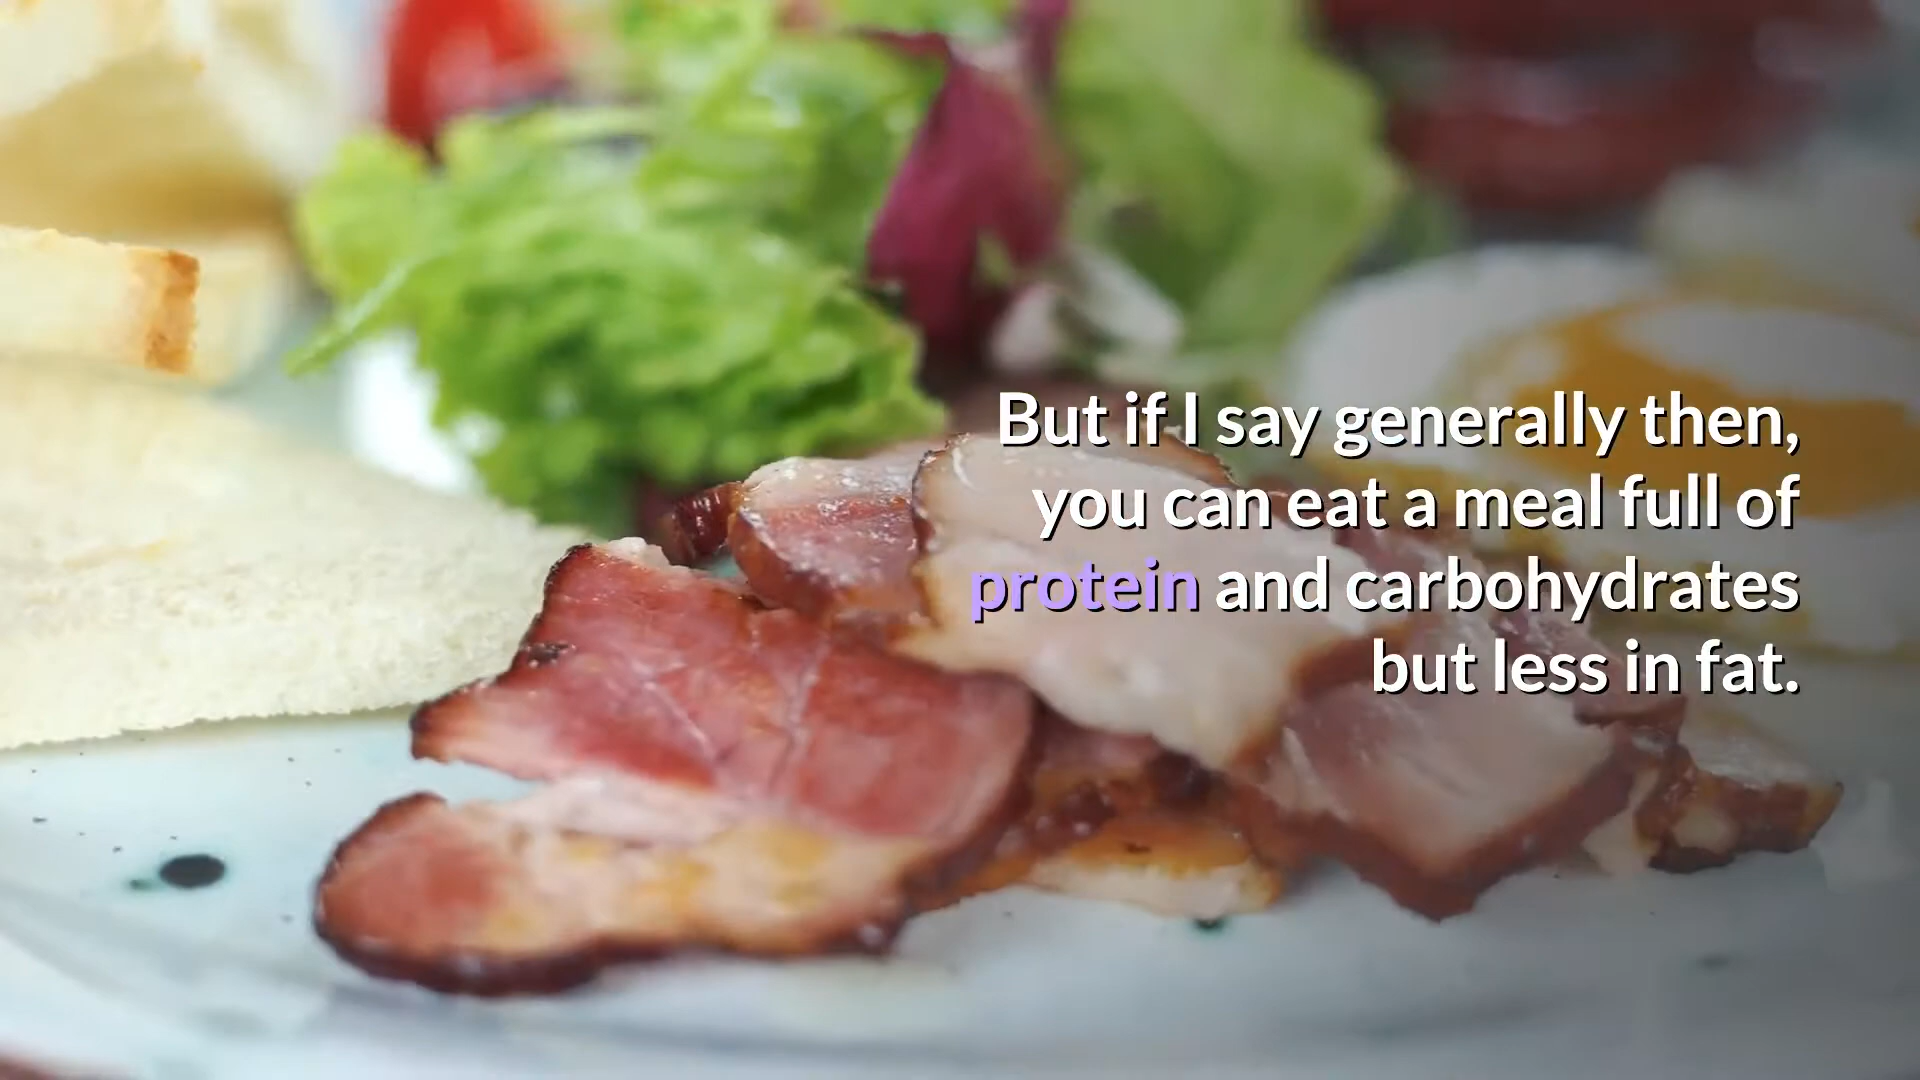 But if I say generally then,
you can eat a meal full of
protein and carbohydrates
but less in fat.